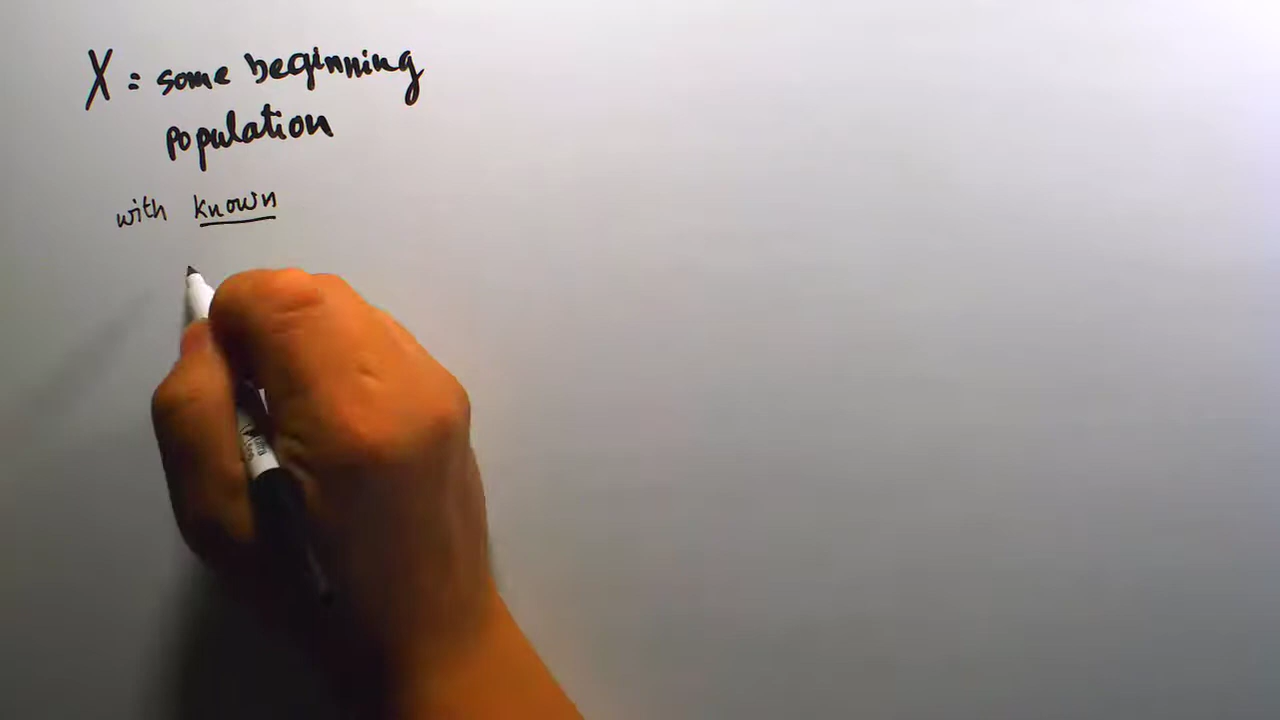 X = some beginning
population
with known